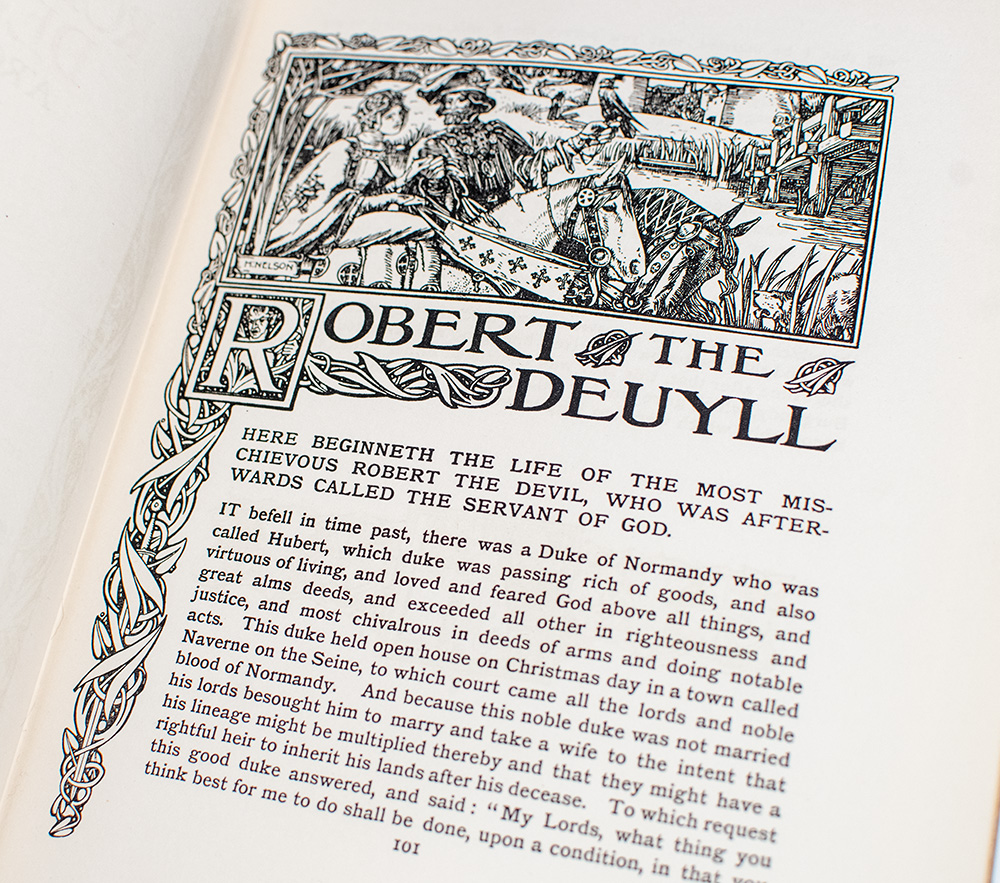 H. NELSON
ROBERT THE
DEUYLL
HERE BEGINNETH THE LIFE OF THE MOST MIS-
CHIEVOUS ROBERT THE DEVIL, WHO WAS AFTER-
WARDS CALLED THE SERVANT OF GOD.
IT befell in time past, there was a Duke of Normandy who was
called Hubert, which duke was passing rich of goods, and also
virtuous of living, and loved and feared God above all things, and
great alms deeds, and exceeded all other in righteousness and
justice, and most chivalrous in deeds of arms and doing notable
acts. This duke held open house on Christmas day in a town called
Naverne on the Seine, to which court came all the lords and noble
blood of Normandy. And because this noble duke was not married
his lords besought him to marry and take a wife to the intent that
his lineage might be multiplied thereby and that they might have a
rightful heir to inherit his lands after his decease. To which request
this good duke answered, and said : "My Lords, what thing you
think best for me to do shall be done, upon a condition, in that you
101